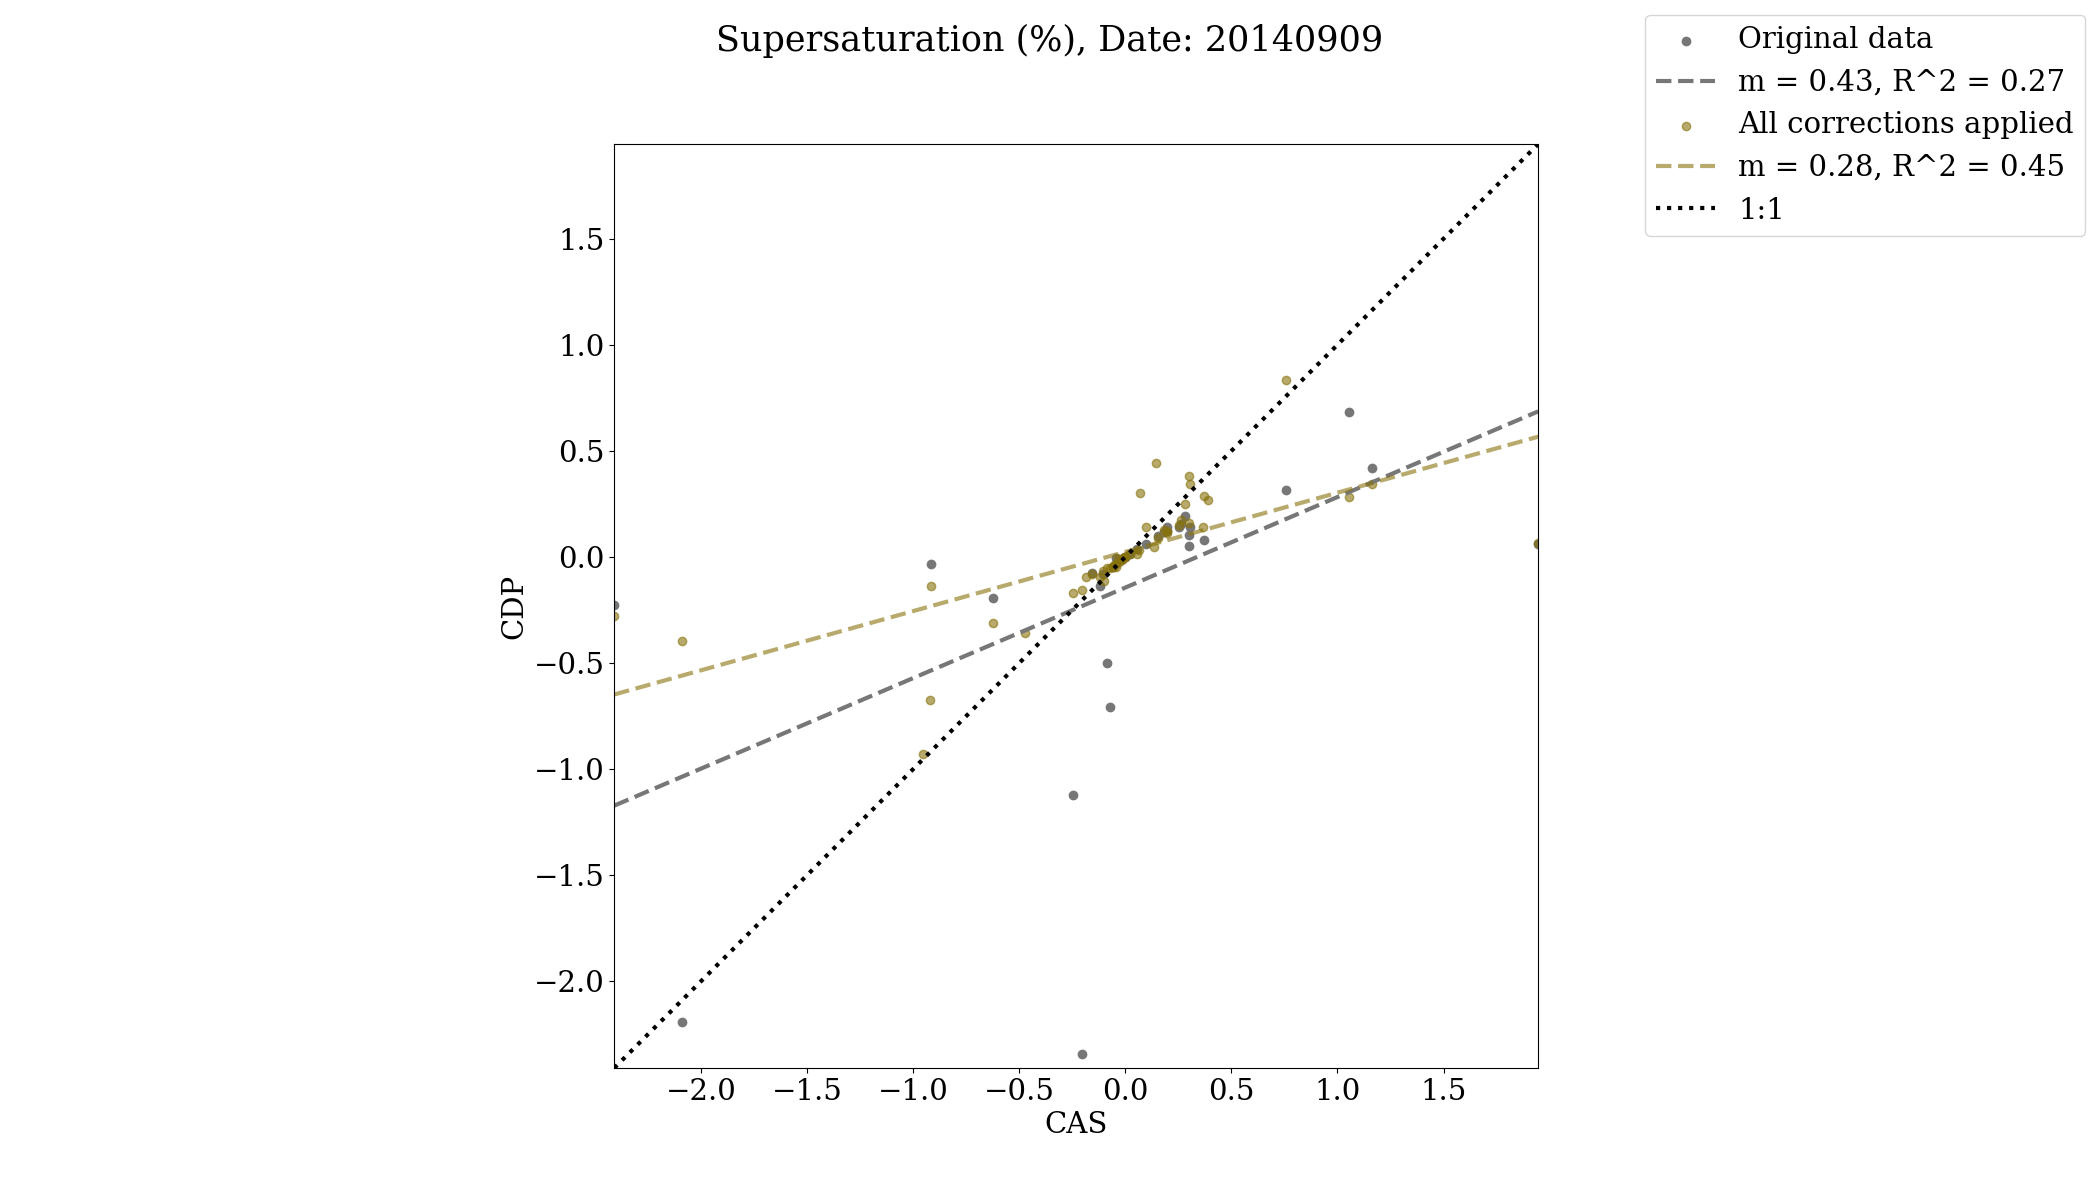 Supersaturation (%), Date: 20140909
Original data
m = 0.43, R^2 = 0.27
All corrections applied
m = 0.28, R^2 = 0.45
1:1
1.5
1.0
0.5
0.0
−0.5
−1.0
−1.5
−2.0
CDP
−2.0 −1.5 −1.0 −0.5 0.0 0.5 1.0 1.5
CAS